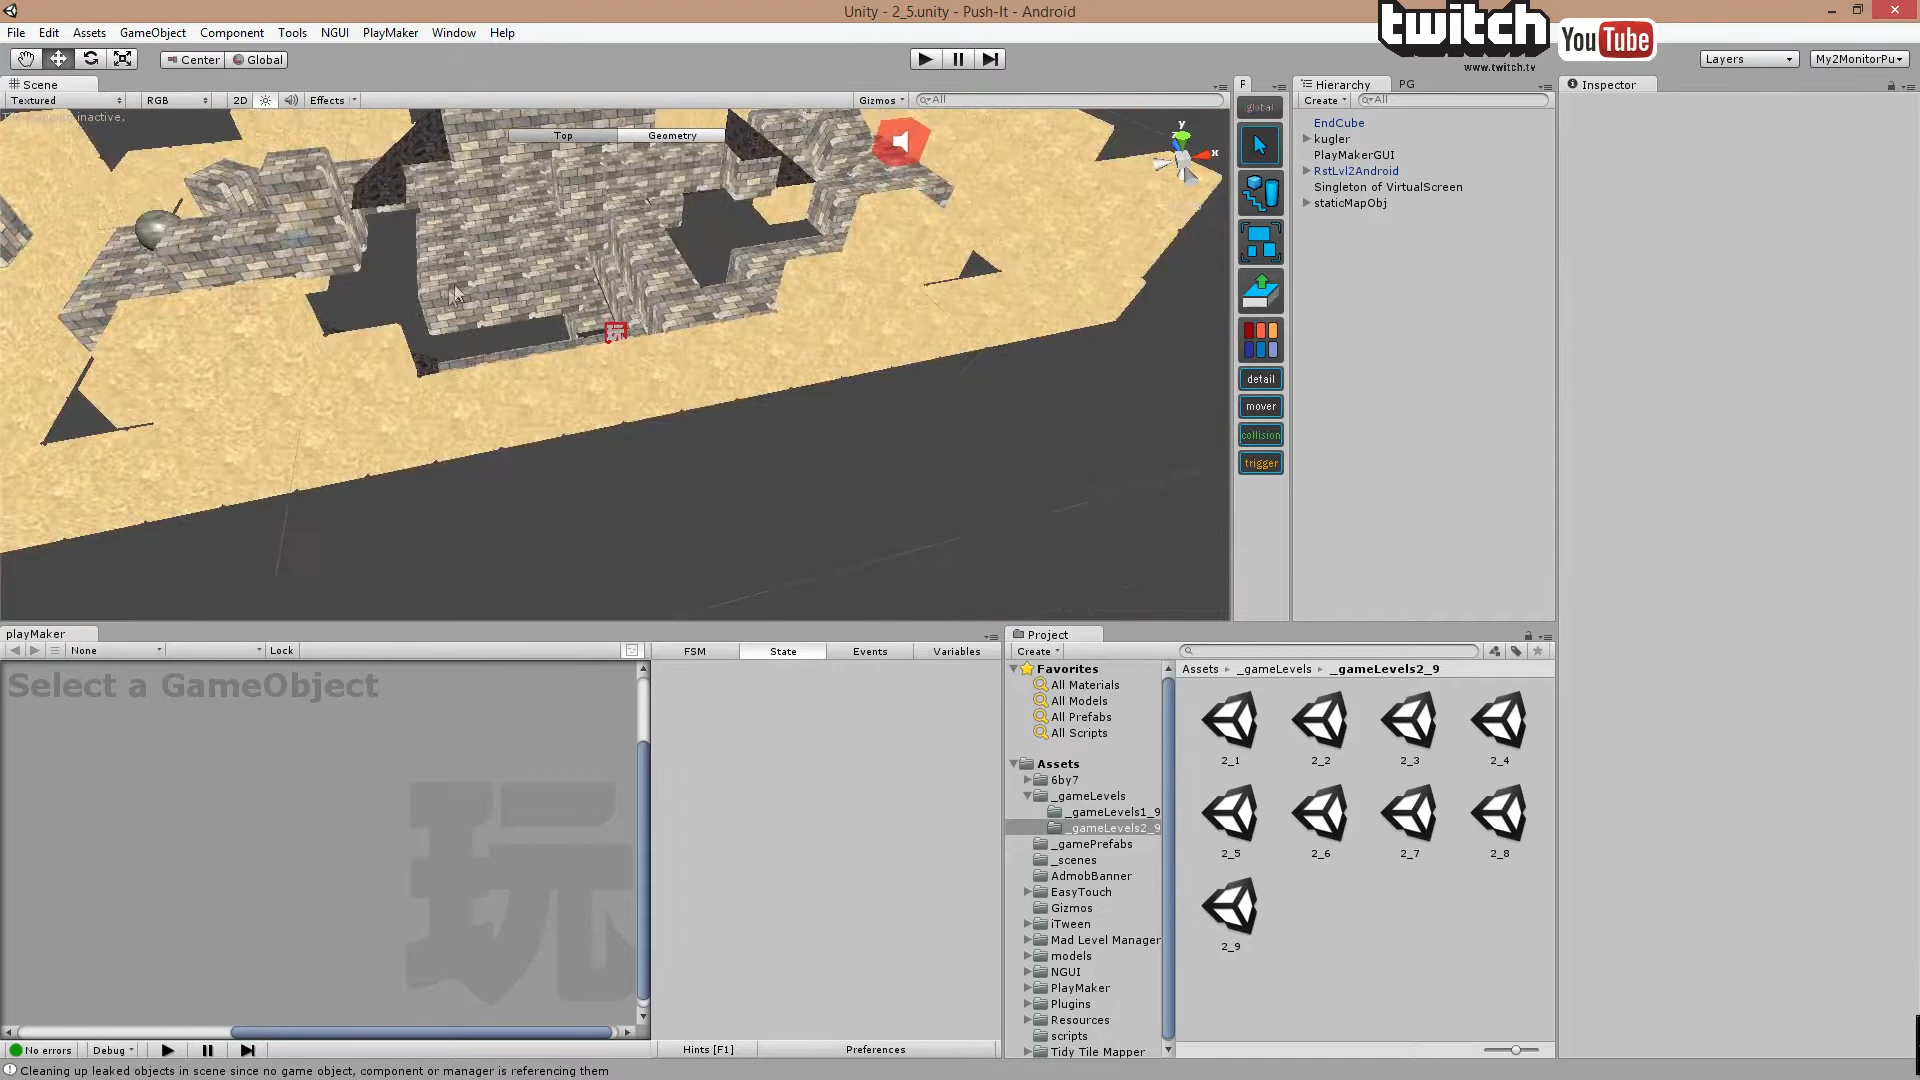 Unity - 2_5.unity - Push-It - Android
twitch
YouTube
www.twitch.tv
File Edit Assets GameObject Component Tools NGUI PlayMaker Window Help
Center Global
Layers
My2MonitorPu
Scene
Textured RGB 2D Effects Gizmos All
inactive.
Top Geometry
y
x
玩
F
global
detail
mover
collision
trigger
Hierarchy PG
Create All
EndCube
kugler
PlayMakerGUI
RstLvl2Android
Singleton of VirtualScreen
staticMapObj
Inspector
playMaker
None Lock
Select a GameObject
玩
No errors Debug
FSM State Events Variables
Hints [F1] Preferences
Project
Create
Favorites
All Materials
All Models
All Prefabs
All Scripts
Assets
6by7
_gameLevels
_gameLevels1_9
_gameLevels2_9
_gamePrefabs
_scenes
AdmobBanner
EasyTouch
Gizmos
iTween
Mad Level Manager
models
NGUI
PlayMaker
Plugins
Resources
scripts
Tidy Tile Mapper
Assets _gameLevels _gameLevels2_9
2_1 2_2 2_3 2_4
2_5 2_6 2_7 2_8
2_9
Cleaning up leaked objects in scene since no game object, component or manager is referencing them